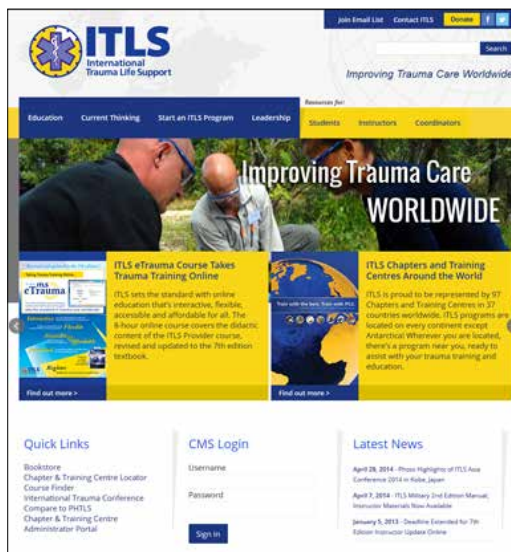 Join Email List Contact ITLS Donate f
ITLS
International
Trauma Life Support
Search
Improving Trauma Care Worldwide
Resources for:
Education Current Thinking Start an ITLS Program Leadership Students Instructors Coordinators
Improving Trauma Care
WORLDWIDE
ITLS eTrauma Course Takes
Trauma Training Online
ITLS sets the standard with online
education that's interactive, flexible,
accessible and affordable for all. The
8-hour online course covers the didactic
content of the ITLS Provider course,
revised and updated to the 7th edition
textbook.
eTrauma
Find out more >
Train with the best. Train with
ITLS Chapters and Training
Centres Around the World
ITLS is proud to be represented by 97
Chapters and Training Centres in 37
countries worldwide. ITLS programs are
located on every continent except
Antarctica! Wherever you are located,
there's a program near you, ready to
assist with your trauma training and
education.
Find out more >
Quick Links
Bookstore
Chapter & Training Centre Locator
Course Finder
International Trauma Conference
Compare to PHTLS
Chapter & Training Centre
Administrator Portal
CMS Login
Username
Password
Sign in
Latest News
April 28, 2014 - Photo Highlights of ITLS Asia
Conference 2014 in Kobe, Japan
April 7, 2014 - ITLS Military 2nd Edition Manual,
Instructor Materials Now Available
January 5, 2013 - Deadline Extended for 7th
Edition Instructor Update Online